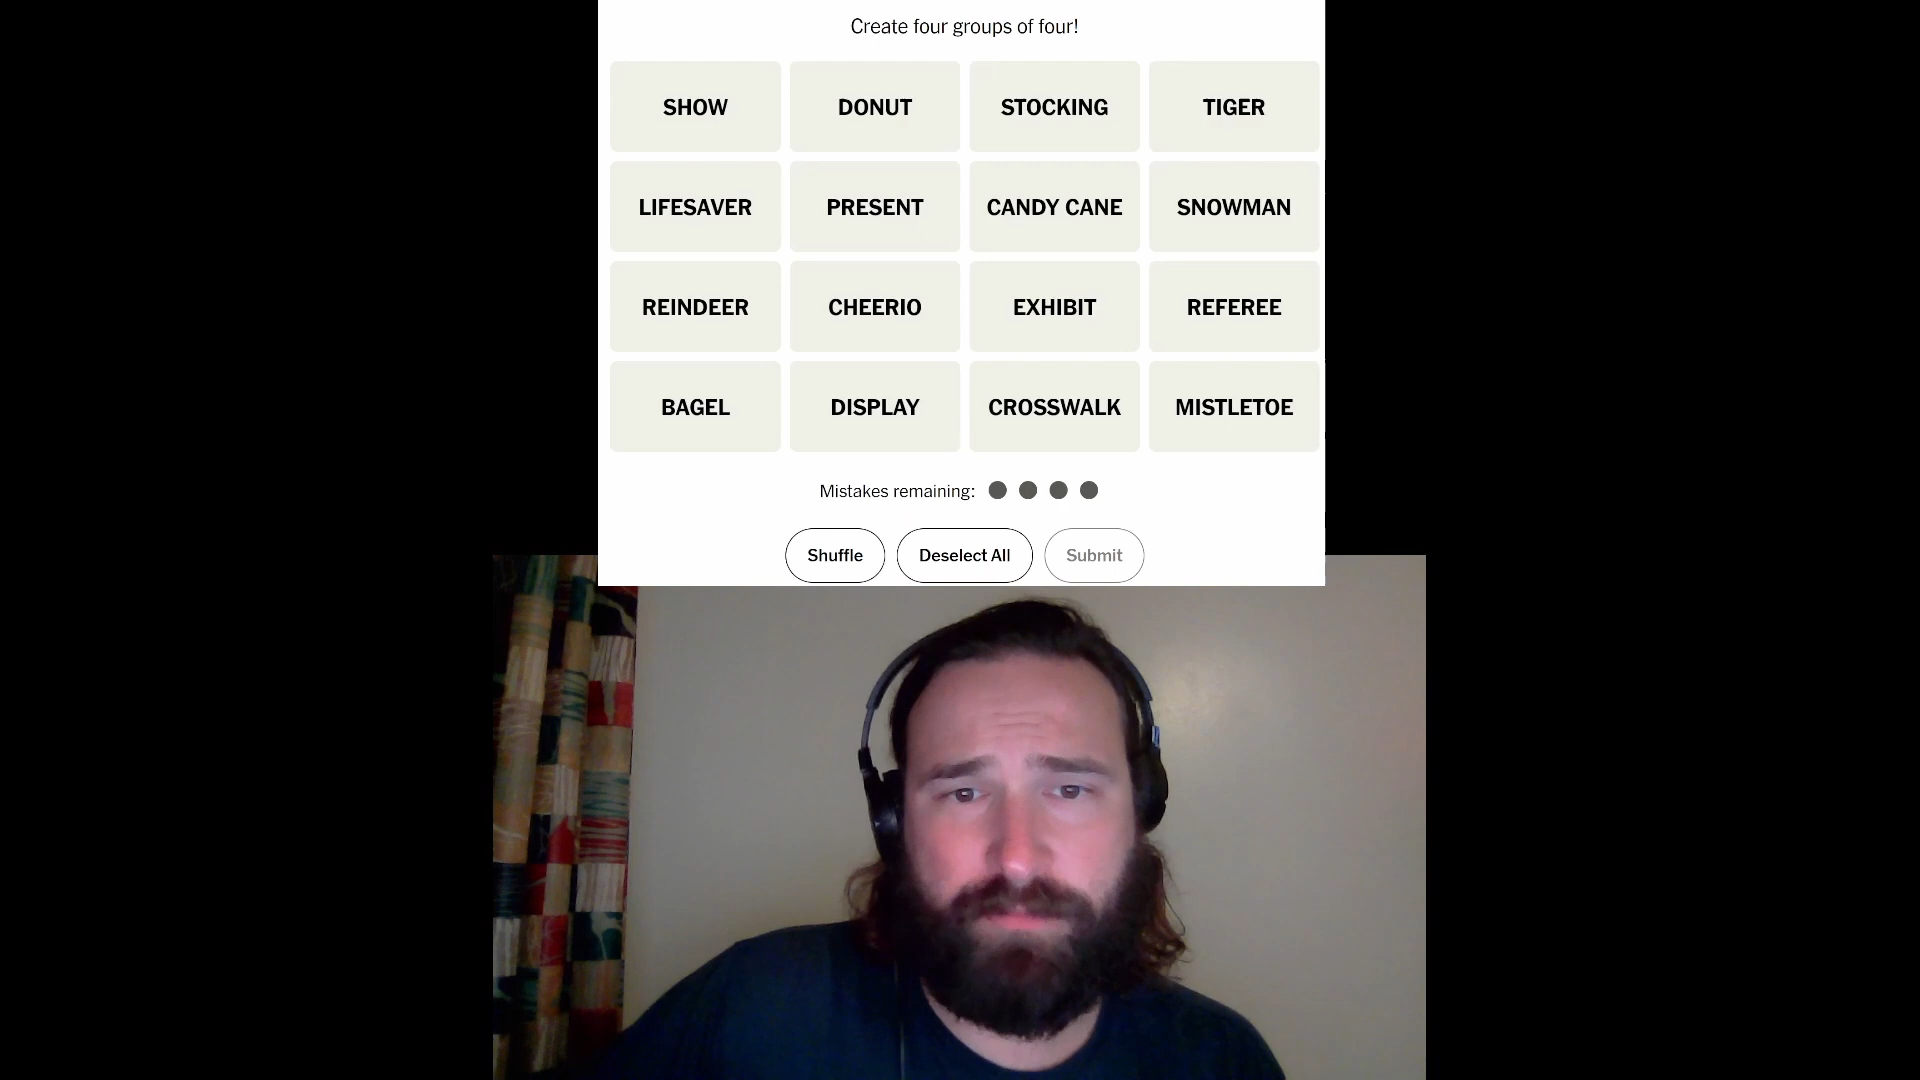 Create four groups of four!
SHOW DONUT STOCKING TIGER
LIFESAVER PRESENT CANDY CANE SNOWMAN
REINDEER CHEERIO EXHIBIT REFEREE
BAGEL DISPLAY CROSSWALK MISTLETOE
Mistakes remaining:
Shuffle Deselect All Submit